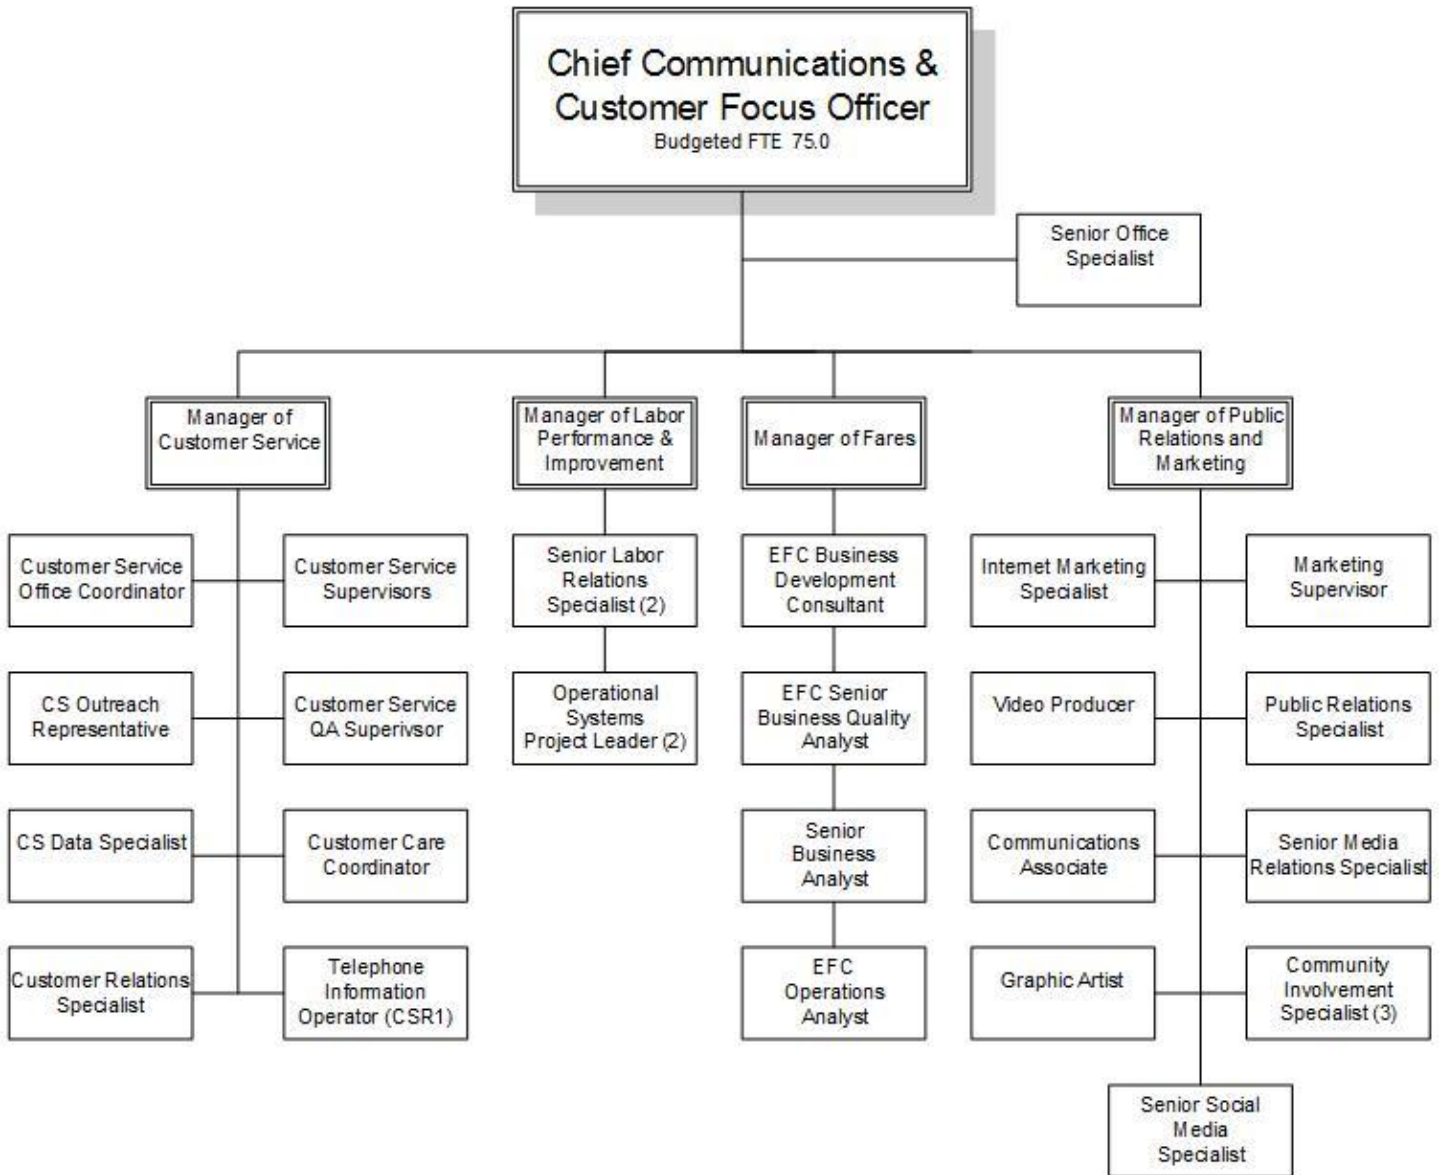 Chief Communications &
Customer Focus Officer
Budgeted FTE 75.0
Senior Office
Specialist
Manager of
Customer Service
Manager of Labor
Performance &
Improvement
Manager of Fares
Manager of Public
Relations and
Marketing
Customer Service
Office Coordinator
Customer Service
Supervisors
Senior Labor
Relations
Specialist (2)
EFC Business
Development
Consultant
Internet Marketing
Specialist
Marketing
Supervisor
CS Outreach
Representative
Customer Service
QA Superivsor
Operational
Systems
Project Leader (2)
EFC Senior
Business Quality
Analyst
Video Producer
Public Relations
Specialist
CS Data Specialist
Customer Care
Coordinator
Senior
Business
Analyst
Communications
Associate
Senior Media
Relations Specialist
Customer Relations
Specialist
Telephone
Information
Operator (CSR1)
EFC
Operations
Analyst
Graphic Artist
Community
Involvement
Specialist (3)
Senior Social
Media
Specialist